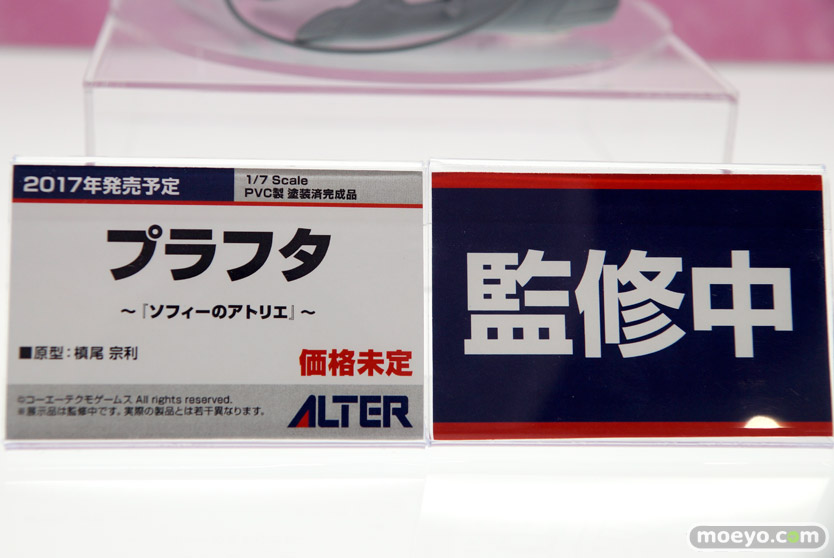 2017年発売予定
1/7 Scale
PVC製 塗装済完成品
プラフタ
～『ソフィーのアトリエ』～
■原型：槙尾 宗利
価格未定
©コーエーテクモゲームス All rights reserved.
※展示品は監修中です。実際の製品とは若干異なります。
ALTER
監修中
moeyo.com